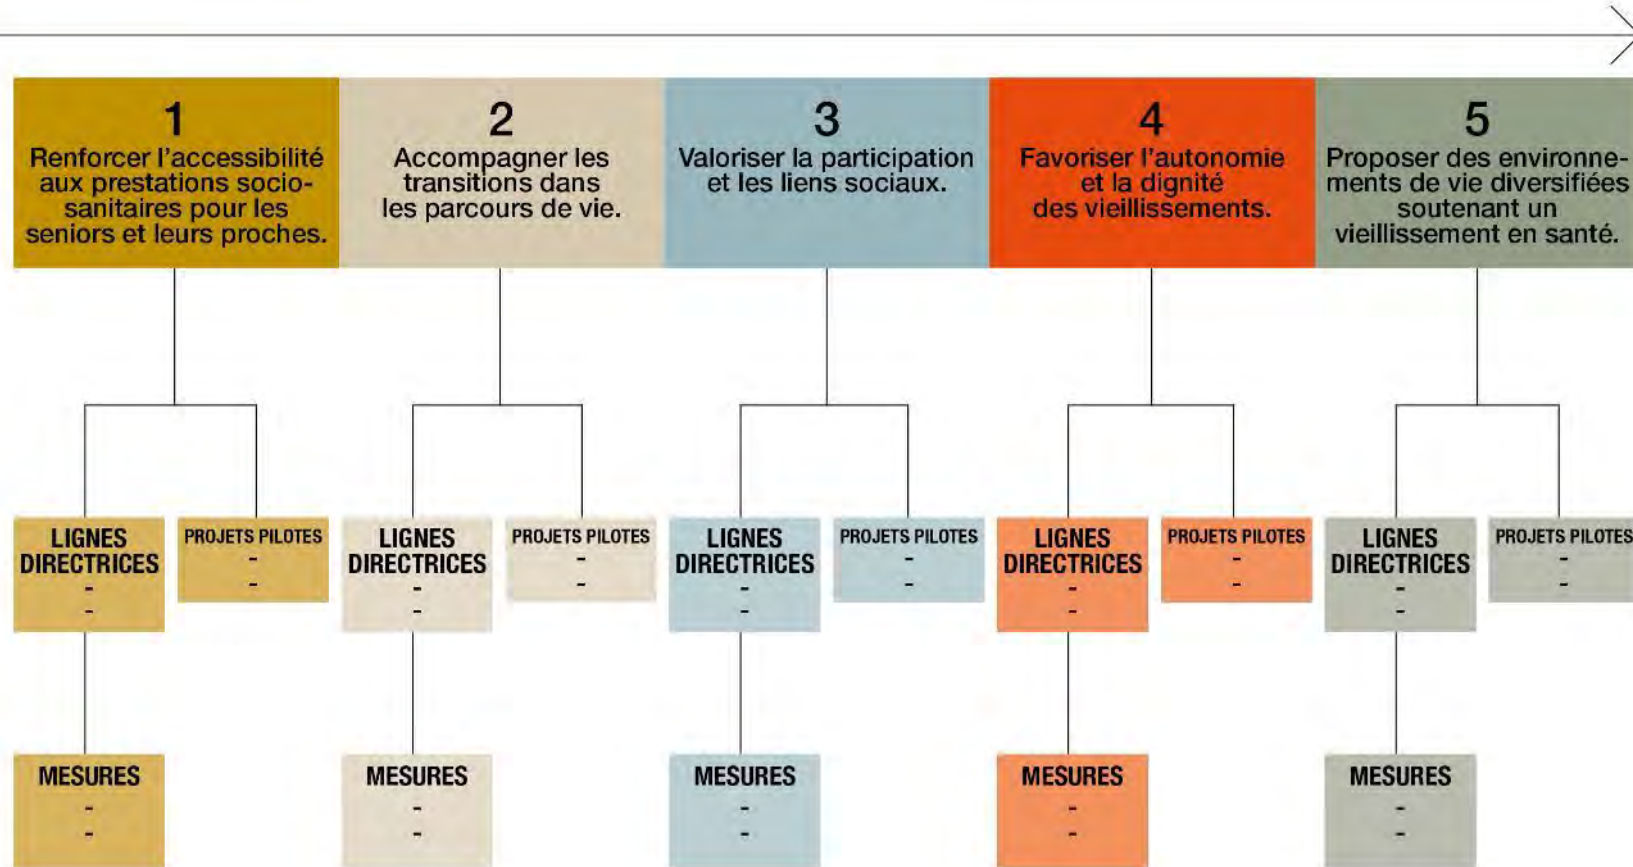 1
Renforcer l'accessibilité
aux prestations socio-
sanitaires pour les
seniors et leurs proches.
2
Accompagner les
transitions dans
les parcours de vie.
3
Valoriser la participation
et les liens sociaux.
4
Favoriser l'autonomie
et la dignité
des vieillissements.
5
Proposer des environne-
ments de vie diversifiées
soutenant un
vieillissement en santé.
LIGNES
DIRECTRICES
-
-
PROJETS PILOTES
-
-
LIGNES
DIRECTRICES
-
-
PROJETS PILOTES
-
-
LIGNES
DIRECTRICES
-
-
PROJETS PILOTES
-
-
LIGNES
DIRECTRICES
-
-
PROJETS PILOTES
-
-
LIGNES
DIRECTRICES
-
-
PROJETS PILOTES
-
-
MESURES
-
-
MESURES
-
-
MESURES
-
-
MESURES
-
-
MESURES
-
-